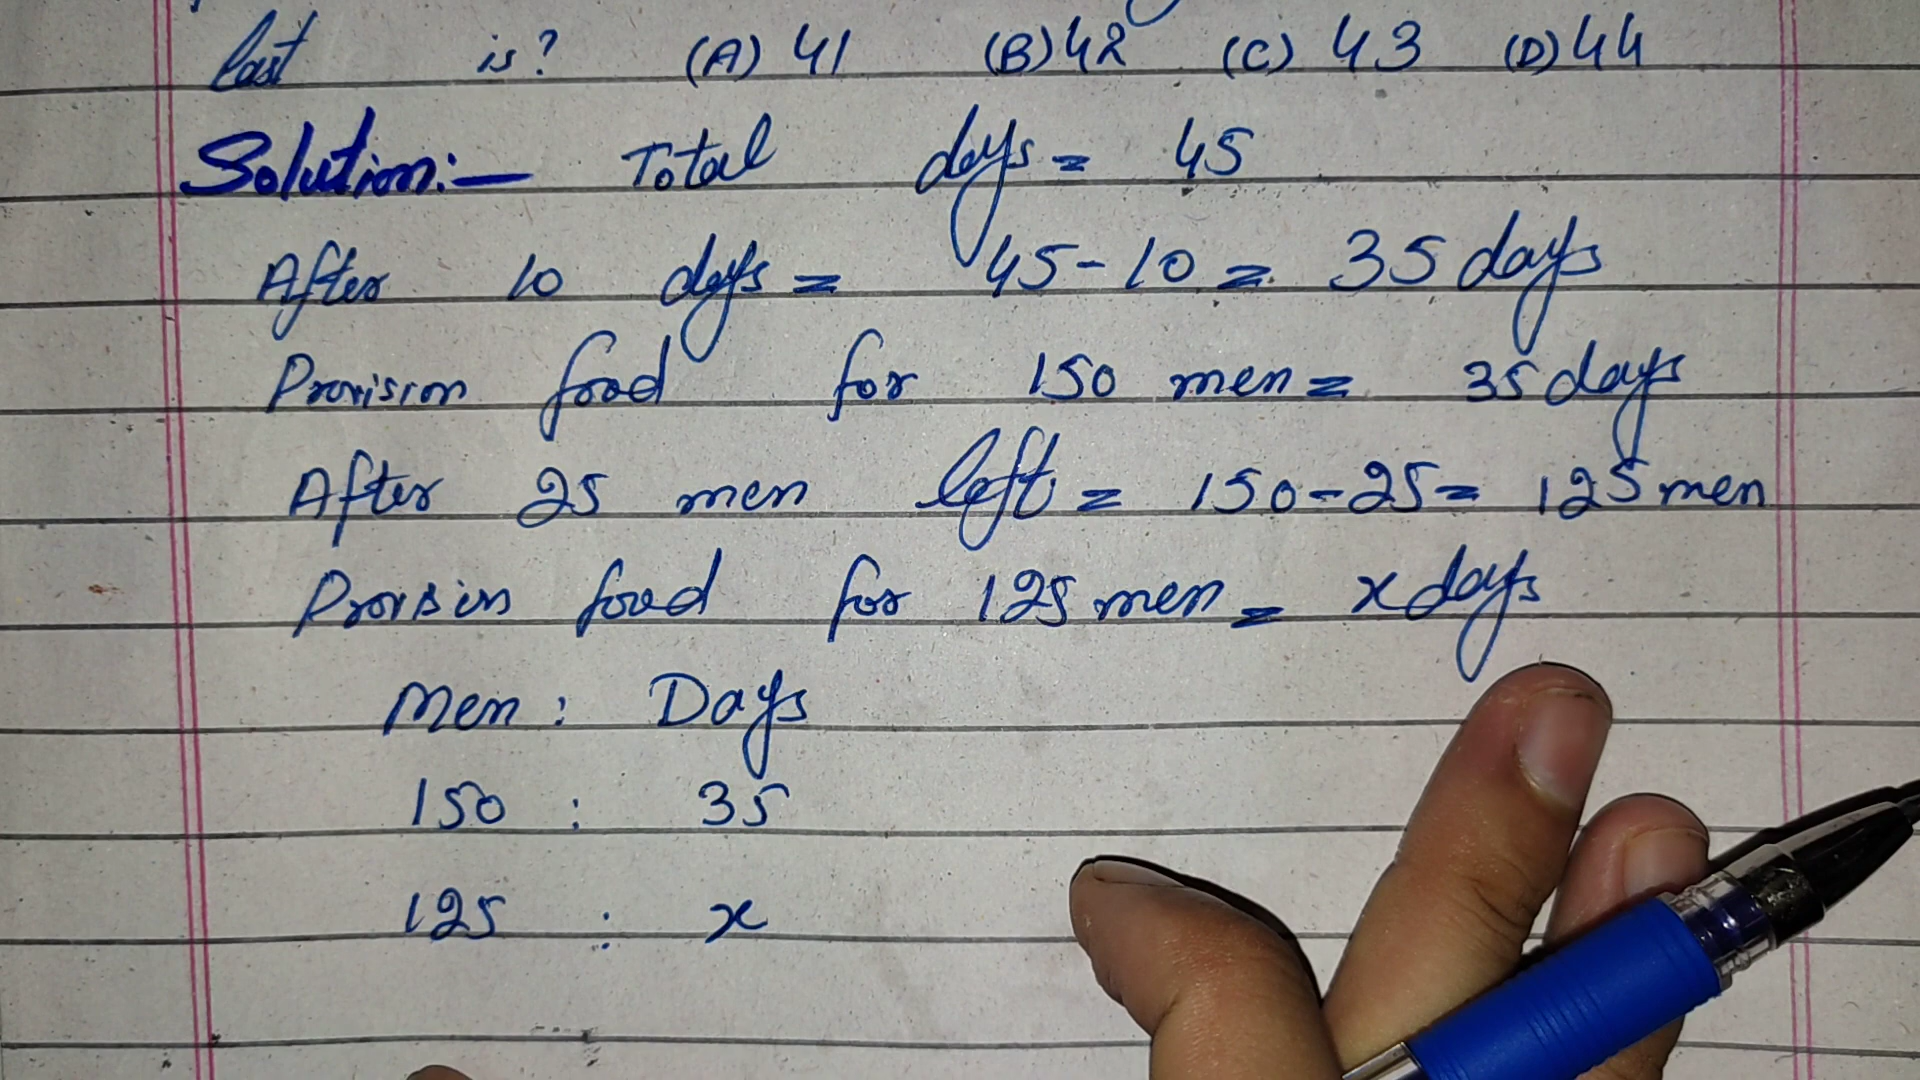 last is? (A) 41 (B) 42 (C) 43 (D) 44
Solution:- Total days = 45
After 10 days = 45-10 = 35 days
Provision food for 150 men = 35 days
After 25 men left = 150-25 = 125 men
Provision food for 125 men = x days
Men : Days
150 : 35
125 : x